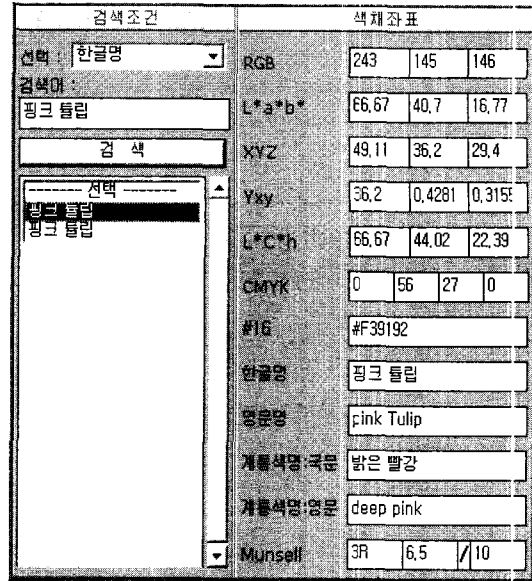 검색조건
선택 : 한글명
검색어 :
핑크 튤립
검 색
------- 선택 -------
핑크 튤립
핑크 튤립
색채좌표
RGB 243 145 146
L*a*b* 66,67 40,7 16,77
XYZ 49,11 36,2 29,4
Yxy 36,2 0,4281 0,3155
L*C*h 66,67 44,02 22,39
CMYK 0 56 27 0
#16 #F39192
한글명 핑크 튤립
영문명 pink Tulip
계통색명:국문 밝은 빨강
계통색명:영문 deep pink
Munsell 3R 6,5 / 10